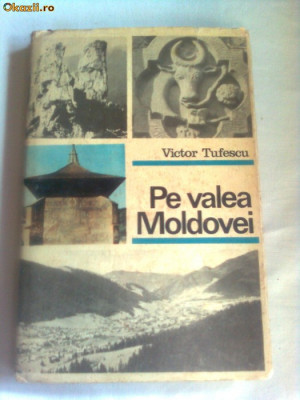 Okazii.ro
Victor Tufescu
Pe valea
Moldovei